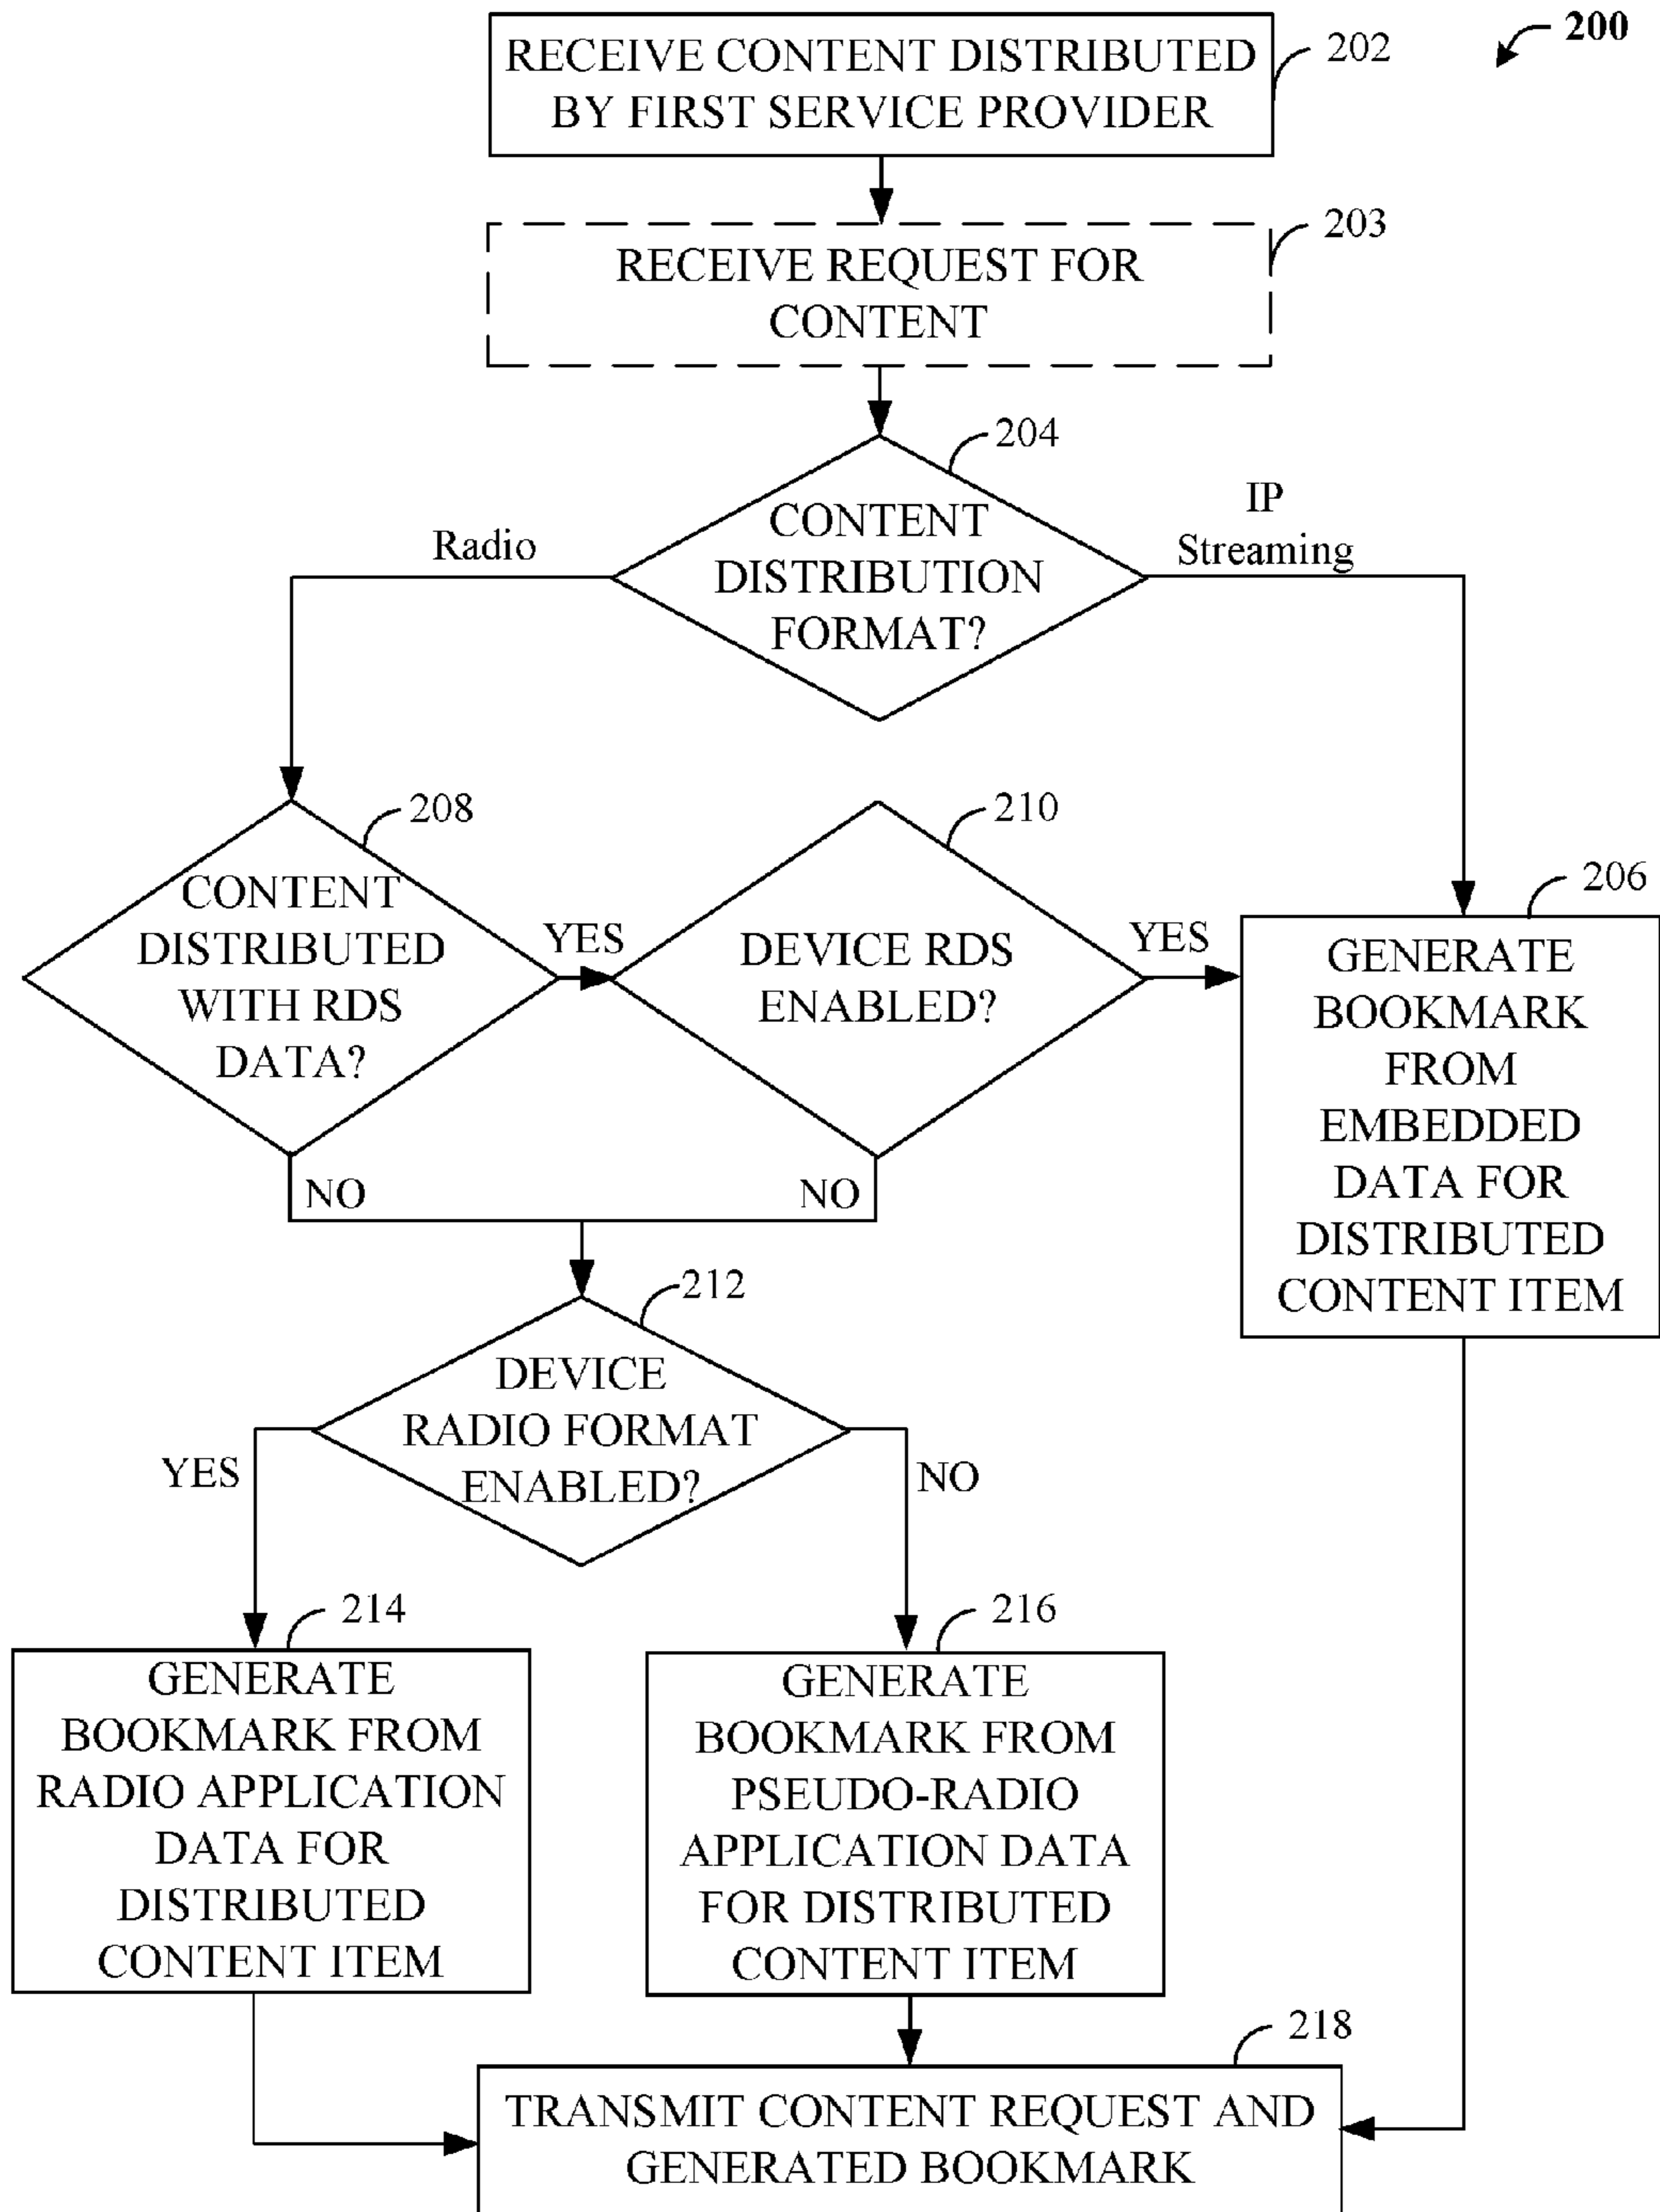 200
RECEIVE CONTENT DISTRIBUTED
BY FIRST SERVICE PROVIDER
202
RECEIVE REQUEST FOR
CONTENT
203
204
CONTENT
DISTRIBUTION
FORMAT?
Radio
IP
Streaming
208
CONTENT
DISTRIBUTED
WITH RDS
DATA?
YES
NO
210
DEVICE RDS
ENABLED?
YES
NO
206
GENERATE
BOOKMARK
FROM
EMBEDDED
DATA FOR
DISTRIBUTED
CONTENT ITEM
212
DEVICE
RADIO FORMAT
ENABLED?
YES
NO
214
GENERATE
BOOKMARK FROM
RADIO APPLICATION
DATA FOR
DISTRIBUTED
CONTENT ITEM
216
GENERATE
BOOKMARK FROM
PSEUDO-RADIO
APPLICATION DATA
FOR DISTRIBUTED
CONTENT ITEM
218
TRANSMIT CONTENT REQUEST AND
GENERATED BOOKMARK